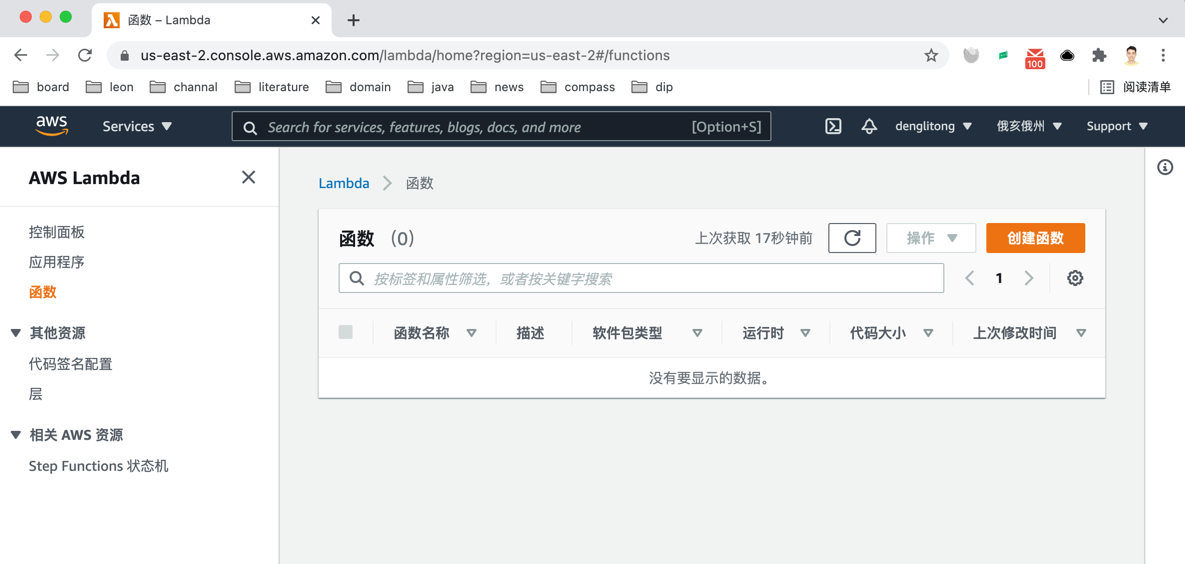 函数 – Lambda
us-east-2.console.aws.amazon.com/lambda/home?region=us-east-2#/functions
100
board leon channal literature domain java news compass dip 阅读清单
aws Services Search for services, features, blogs, docs, and more [Option+S] denglitong 俄亥俄州 Support
AWS Lambda
控制面板
应用程序
函数
其他资源
代码签名配置
层
相关 AWS 资源
Step Functions 状态机
Lambda 函数
函数 (0) 上次获取 17秒钟前 操作 创建函数
按标签和属性筛选，或者按关键字搜索 1
函数名称 描述 软件包类型 运行时 代码大小 上次修改时间
没有要显示的数据。